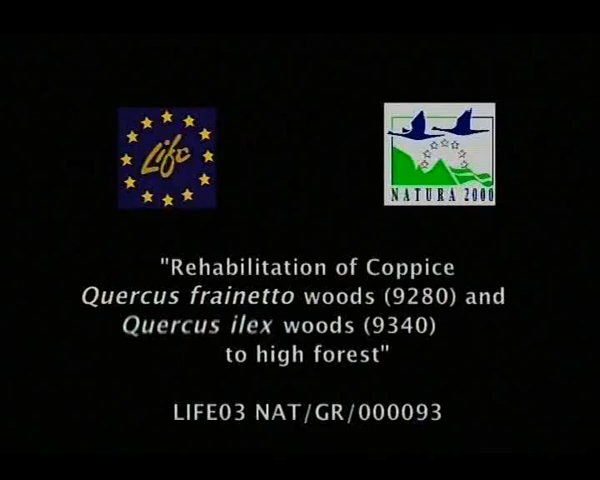 Life
NATURA 2000
"Rehabilitation of Coppice
Quercus frainetto woods (9280) and
Quercus ilex woods (9340)
to high forest"
LIFE03 NAT/GR/000093